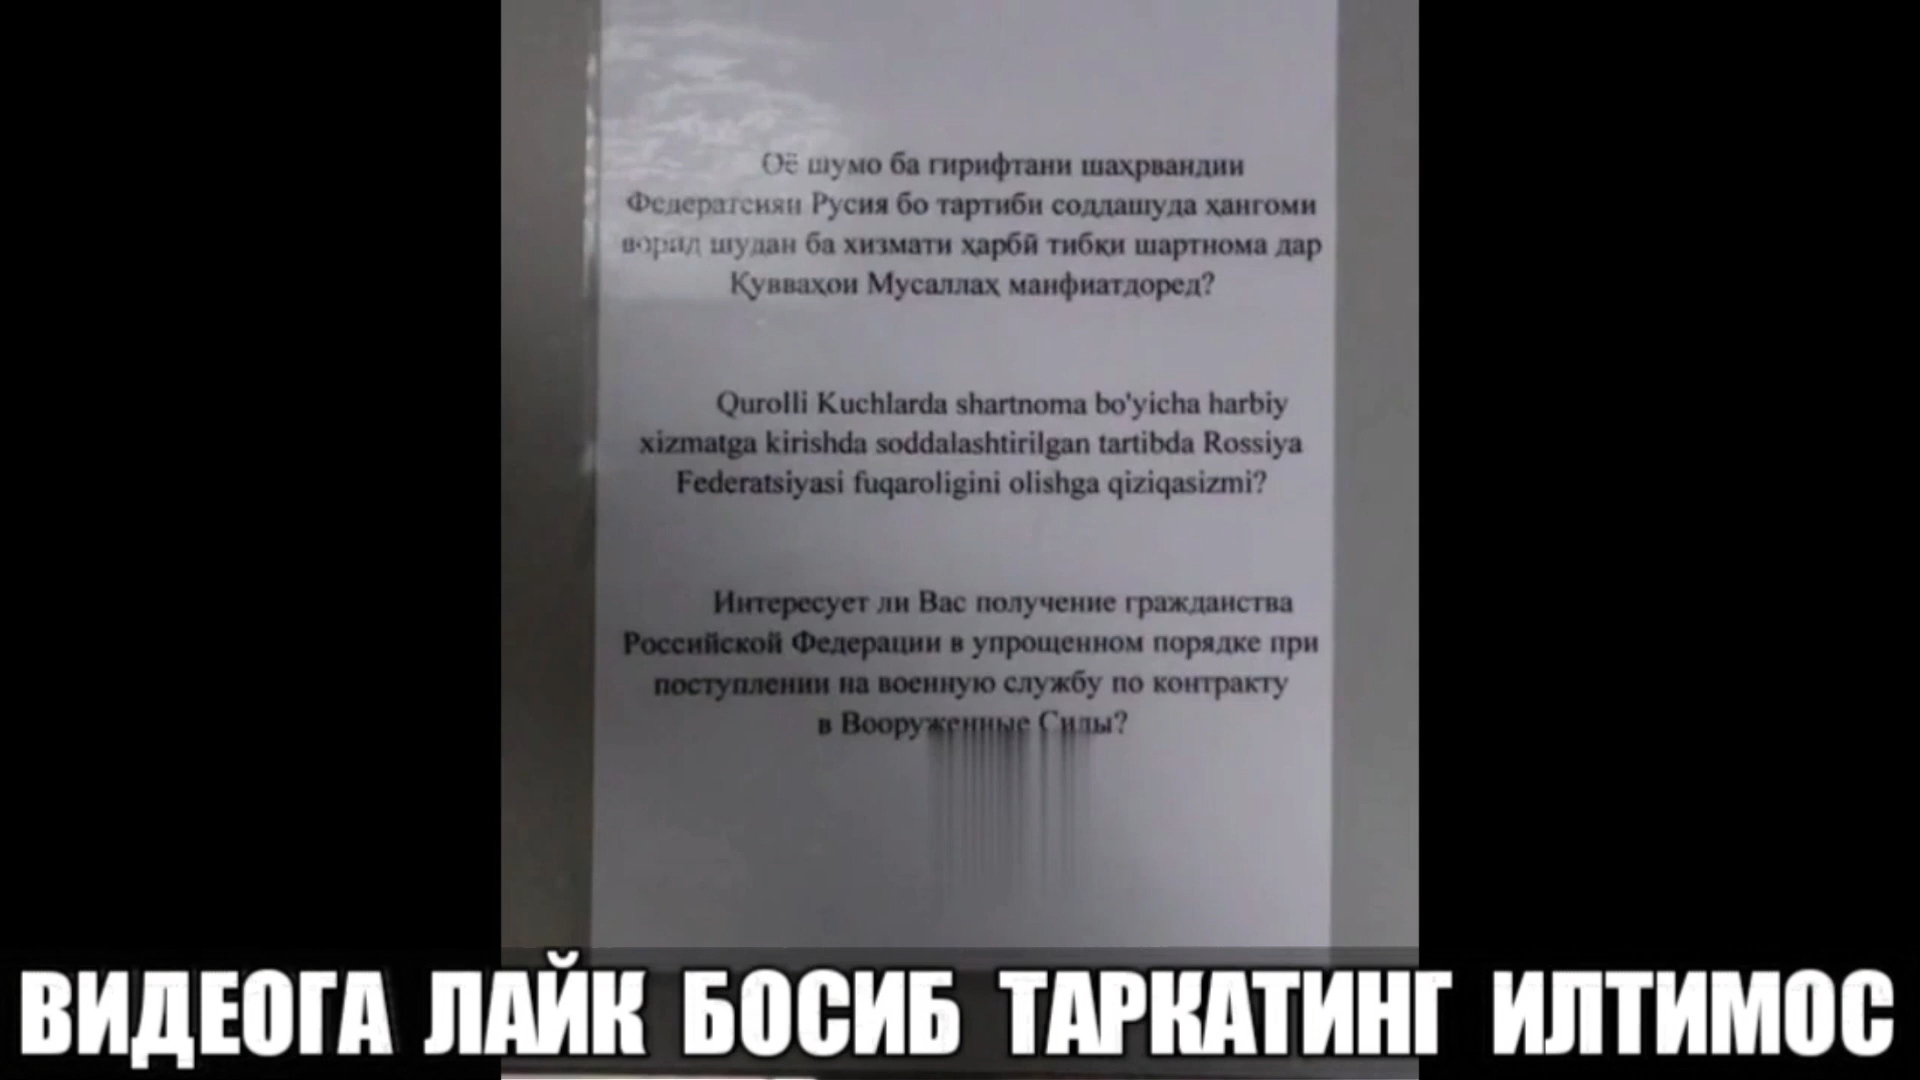 Оё шумо ба гирифтани шаҳрвандии
Федератсияи Русия бо тартиби соддашуда ҳангоми
ворид шудан ба хизмати ҳарбӣ тибқи шартнома дар
Қувваҳои Мусаллаҳ манфиатдоред?
Qurolli Kuchlarda shartnoma bo'yicha harbiy
xizmatga kirishda soddalashtirilgan tartibda Rossiya
Federatsiyasi fuqaroligini olishga qiziqasizmi?
Интересует ли Вас получение гражданства
Российской Федерации в упрощенном порядке при
поступлении на военную службу по контракту
в Вооруженные Силы?
ВИДЕОГА ЛАЙК БОСИБ ТАРКАТИНГ ИЛТИМОС